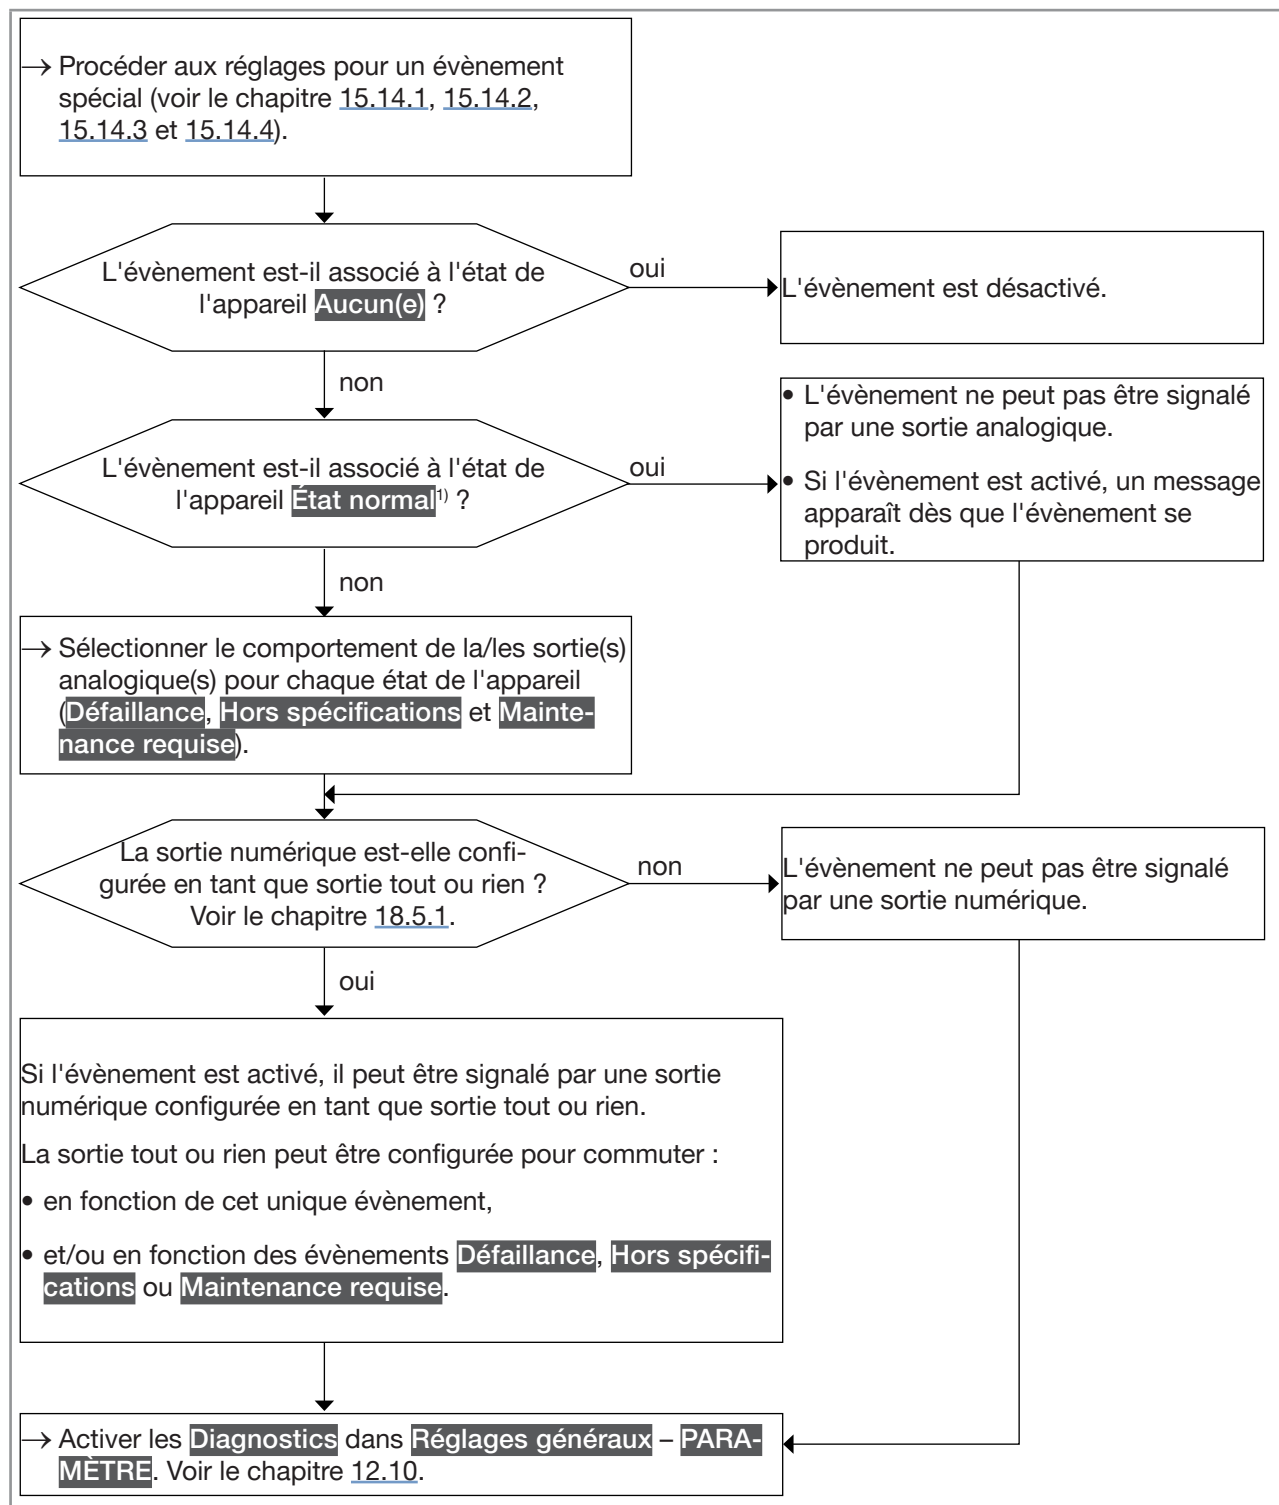 → Procéder aux réglages pour un évènement
spécial (voir le chapitre 15.14.1, 15.14.2,
15.14.3 et 15.14.4).
L'évènement est-il associé à l'état de
l'appareil Aucun(e) ?
oui
L'évènement est désactivé.
non
L'évènement est-il associé à l'état de
l'appareil État normal1) ?
oui
• L'évènement ne peut pas être signalé
par une sortie analogique.
• Si l'évènement est activé, un message
apparaît dès que l'évènement se
produit.
non
→ Sélectionner le comportement de la/les sortie(s)
analogique(s) pour chaque état de l'appareil
(Défaillance, Hors spécifications et Mainte-
nance requise).
La sortie numérique est-elle confi-
gurée en tant que sortie tout ou rien ?
Voir le chapitre 18.5.1.
non
L'évènement ne peut pas être signalé
par une sortie numérique.
oui
Si l'évènement est activé, il peut être signalé par une sortie
numérique configurée en tant que sortie tout ou rien.
La sortie tout ou rien peut être configurée pour commuter :
• en fonction de cet unique évènement,
• et/ou en fonction des évènements Défaillance, Hors spécifi-
cations ou Maintenance requise.
→ Activer les Diagnostics dans Réglages généraux – PARA-
MÈTRE. Voir le chapitre 12.10.